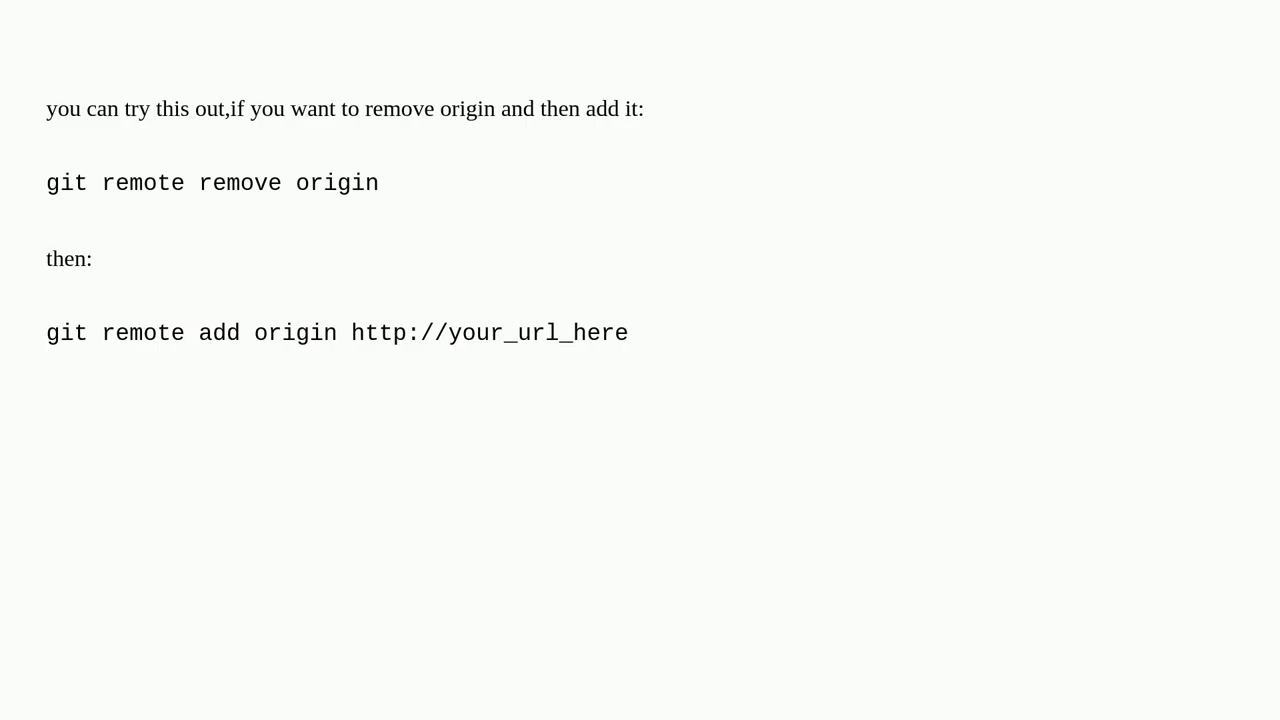 you can try this out,if you want to remove origin and then add it:
git remote remove origin
then:
git remote add origin http://your_url_here